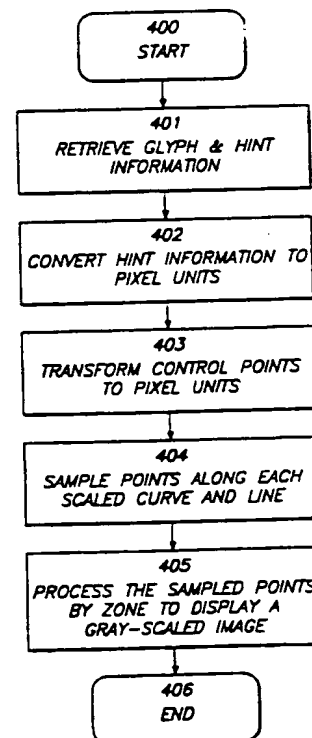 400
START
401
RETRIEVE GLYPH & HINT
INFORMATION
402
CONVERT HINT INFORMATION TO
PIXEL UNITS
403
TRANSFORM CONTROL POINTS
TO PIXEL UNITS
404
SAMPLE POINTS ALONG EACH
SCALED CURVE AND LINE
405
PROCESS THE SAMPLED POINTS
BY ZONE TO DISPLAY A
GRAY-SCALED IMAGE
406
END